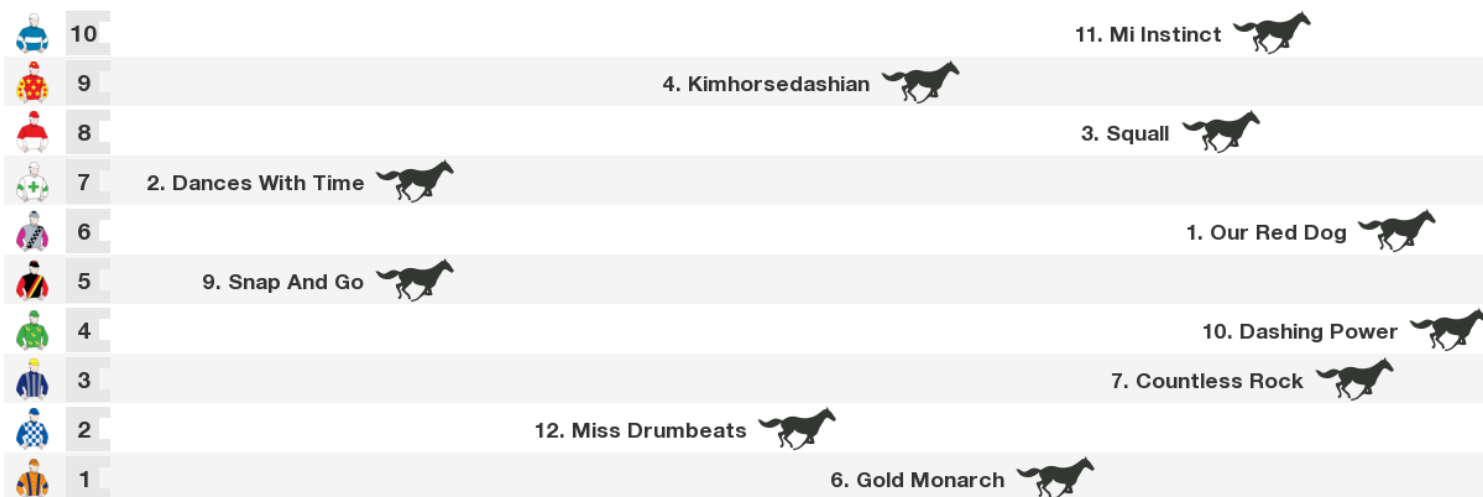 10 11. Mi Instinct
9 4. Kimhorsedashian
8 3. Squall
7 2. Dances With Time
6 1. Our Red Dog
5 9. Snap And Go
4 10. Dashing Power
3 7. Countless Rock
2 12. Miss Drumbeats
1 6. Gold Monarch